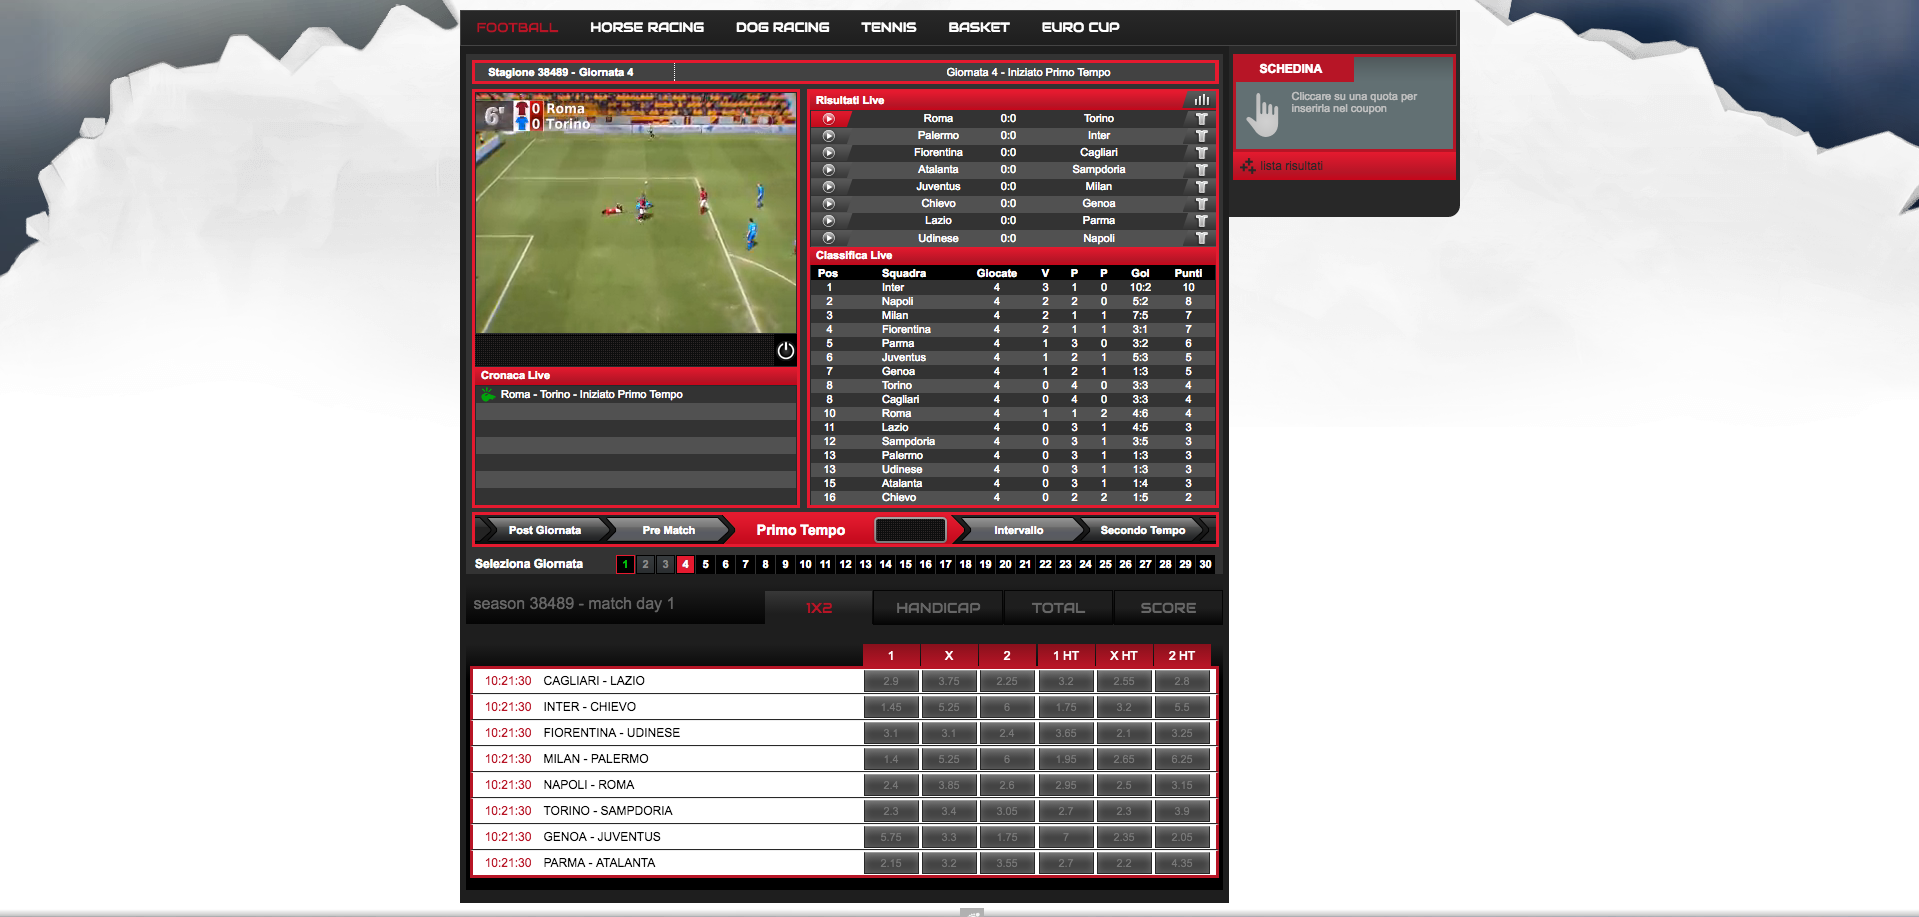 FOOTBALL HORSE RACING DOG RACING TENNIS BASKET EURO CUP
Stagione 38489 - Giornata 4 Giornata 4 - Iniziato Primo Tempo
6' 0 Roma
0 Torino
Cronaca Live
Roma - Torino - Iniziato Primo Tempo
Risultati Live
Roma 0:0 Torino
Palermo 0:0 Inter
Fiorentina 0:0 Cagliari
Atalanta 0:0 Sampdoria
Juventus 0:0 Milan
Chievo 0:0 Genoa
Lazio 0:0 Parma
Udinese 0:0 Napoli
Classifica Live
Pos Squadra Giocate V P P Gol Punti
1 Inter 4 3 1 0 10:2 10
2 Napoli 4 2 2 0 5:2 8
3 Milan 4 2 1 1 7:5 7
4 Fiorentina 4 2 1 1 3:1 7
5 Parma 4 1 3 0 3:2 6
6 Juventus 4 1 2 1 5:3 5
7 Genoa 4 1 2 1 1:3 5
8 Torino 4 0 4 0 3:3 4
8 Cagliari 4 0 4 0 3:3 4
10 Roma 4 1 1 2 4:6 4
11 Lazio 4 0 3 1 4:5 3
12 Sampdoria 4 0 3 1 3:5 3
13 Palermo 4 0 3 1 1:3 3
13 Udinese 4 0 3 1 1:3 3
15 Atalanta 4 0 3 1 1:4 3
16 Chievo 4 0 2 2 1:5 2
SCHEDINA
Cliccare su una quota per
inserirla nel coupon
lista risultati
Post Giornata Pre Match Primo Tempo Intervallo Secondo Tempo
Seleziona Giornata 1 2 3 4 5 6 7 8 9 10 11 12 13 14 15 16 17 18 19 20 21 22 23 24 25 26 27 28 29 30
season 38489 - match day 1 1X2 HANDICAP TOTAL SCORE
1 X 2 1 HT X HT 2 HT
10:21:30 CAGLIARI - LAZIO 2.9 3.75 2.25 3.2 2.55 2.8
10:21:30 INTER - CHIEVO 1.45 5.25 6 1.75 3.2 5.5
10:21:30 FIORENTINA - UDINESE 3.1 3.1 2.4 3.65 2.1 3.25
10:21:30 MILAN - PALERMO 1.4 5.25 6 1.95 2.65 6.25
10:21:30 NAPOLI - ROMA 2.4 3.85 2.6 2.95 2.5 3.15
10:21:30 TORINO - SAMPDORIA 2.3 3.4 3.05 2.7 2.3 3.9
10:21:30 GENOA - JUVENTUS 5.75 3.3 1.75 7 2.35 2.05
10:21:30 PARMA - ATALANTA 2.15 3.2 3.55 2.7 2.2 4.35